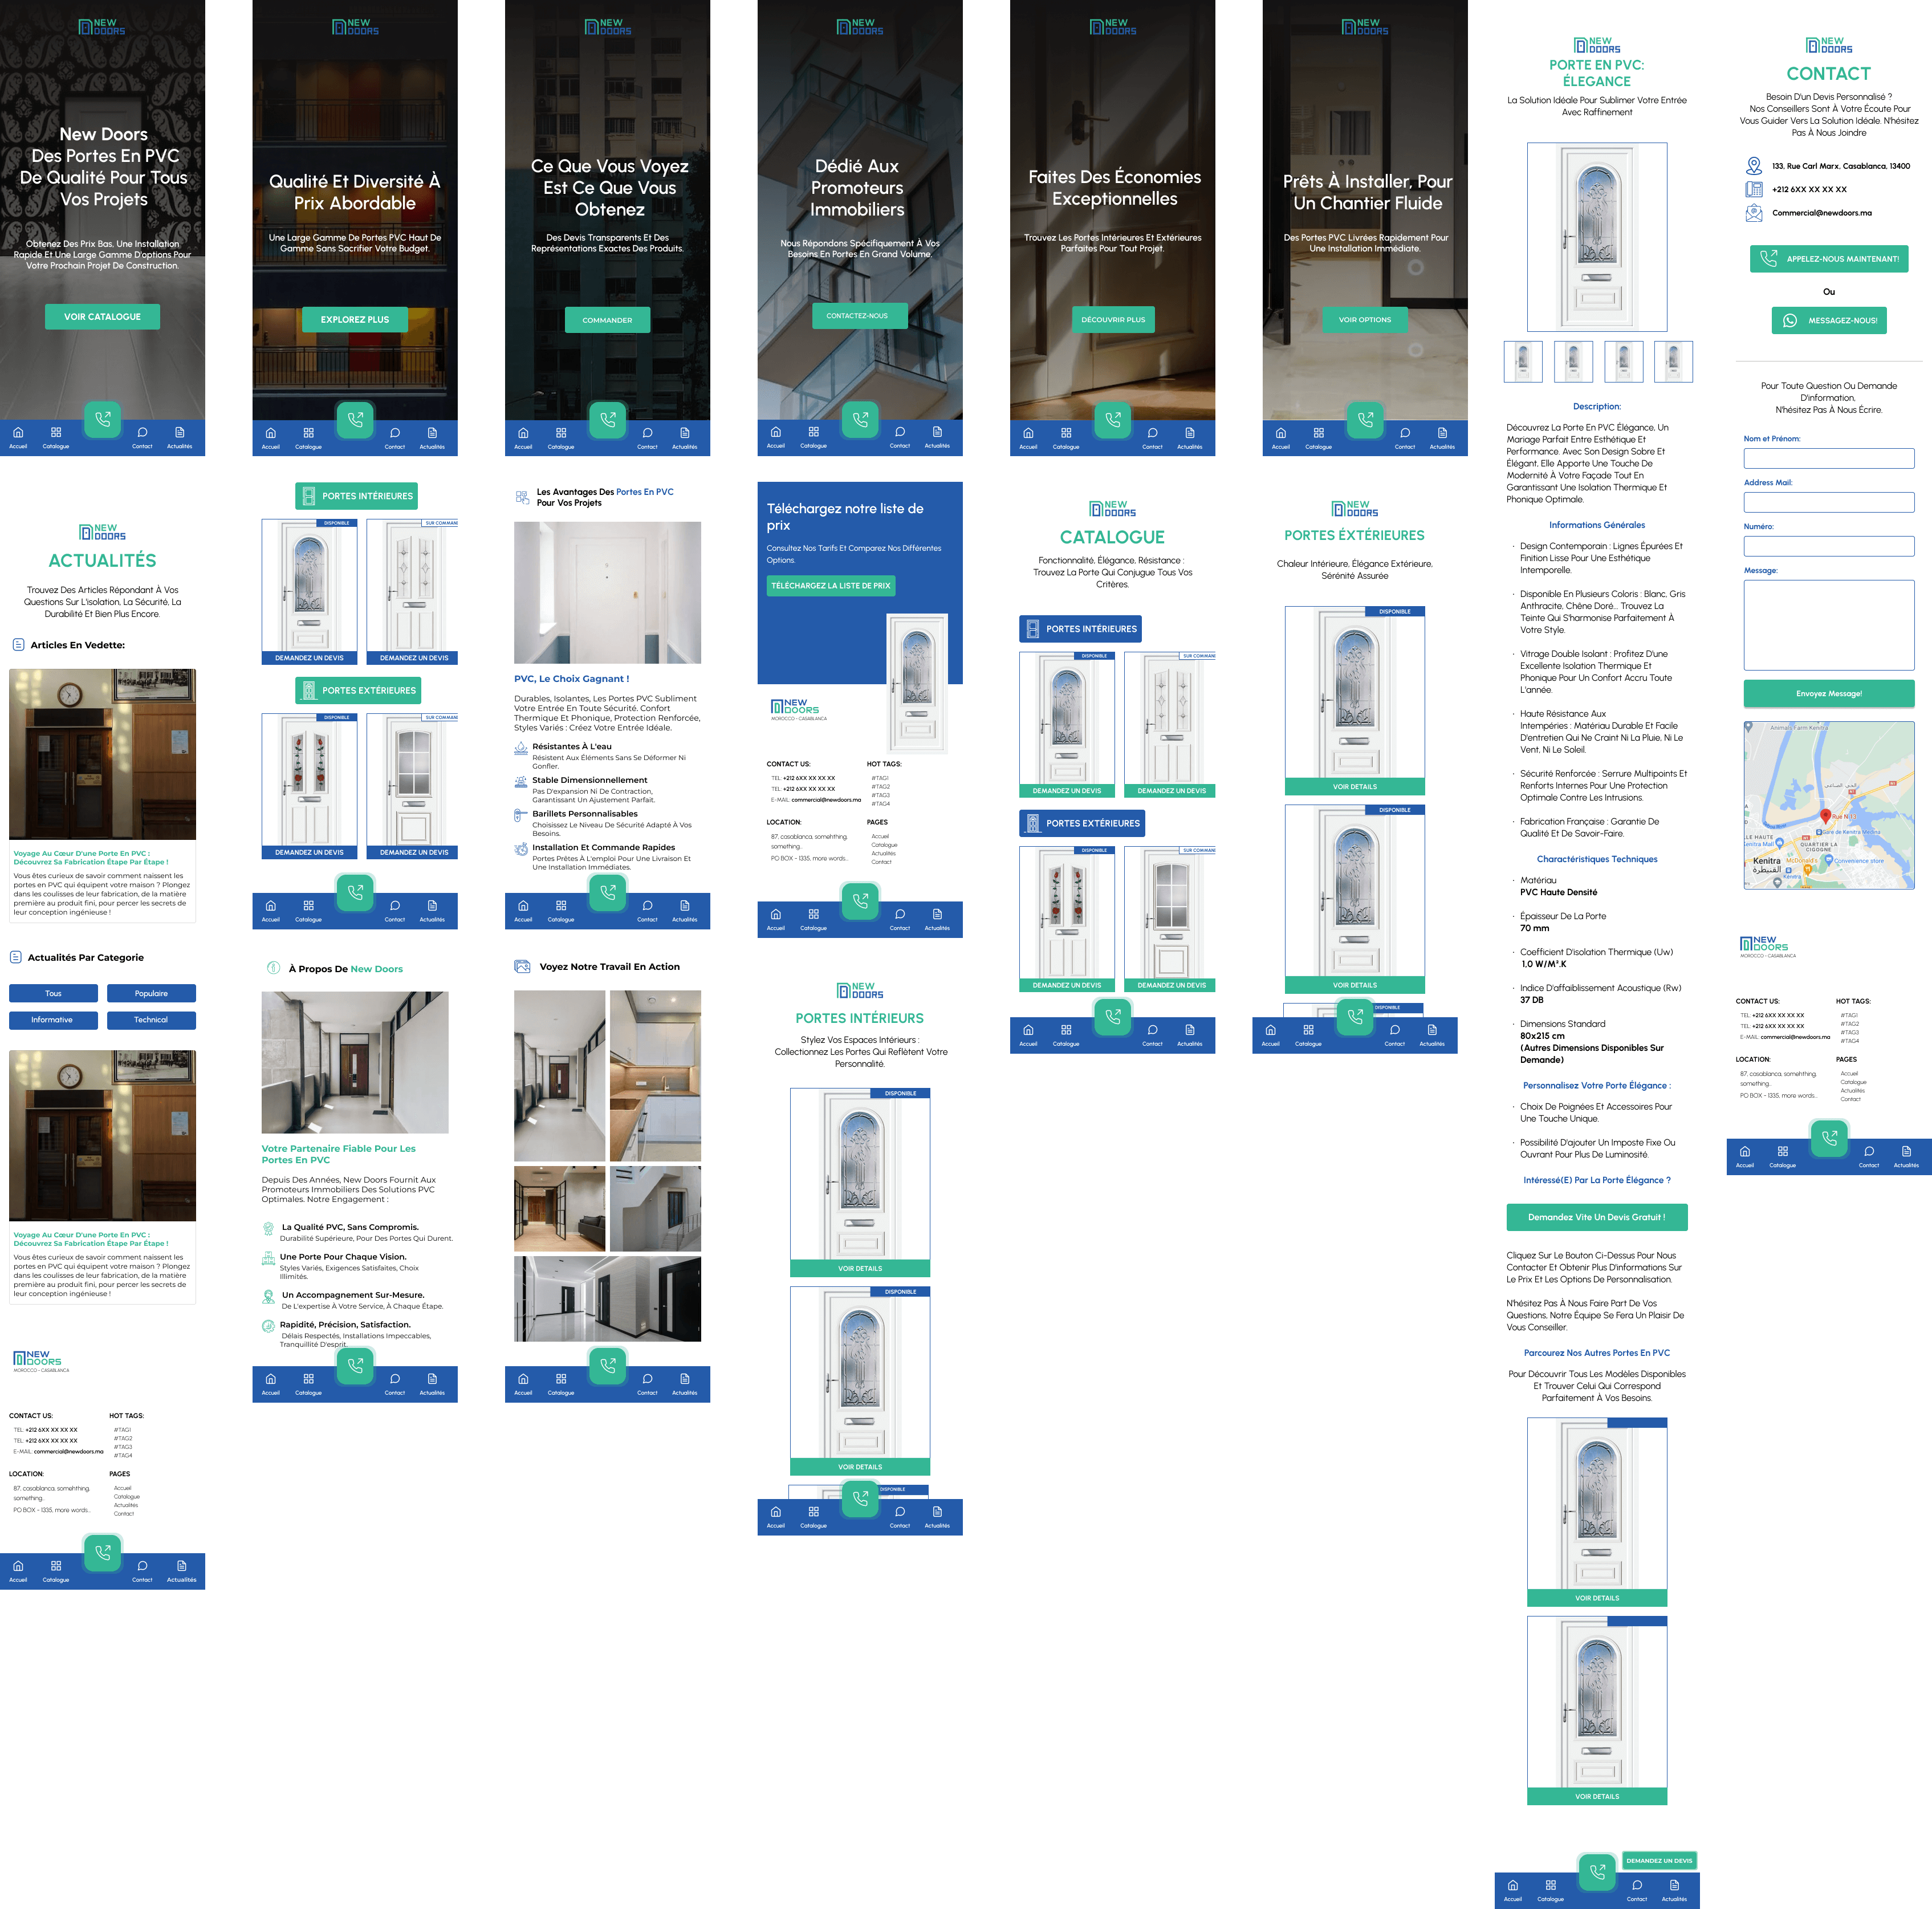 NEW
DOORS
New Doors
Des Portes En PVC
De Qualité Pour Tous
Vos Projets
Obtenez Des Prix Bas, Une Installation
Rapide Et Une Large Gamme D'options Pour
Votre Prochain Projet De Construction.
VOIR CATALOGUE
Accueil
Catalogue
Contact
Actualités
NEW
DOORS
Qualité Et Diversité À
Prix Abordable
Une Large Gamme De Portes PVC Haut De
Gamme Sans Sacrifier Votre Budget.
EXPLOREZ PLUS
Accueil
Catalogue
Contact
Actualités
NEW
DOORS
Ce Que Vous Voyez
Est Ce Que Vous
Obtenez
Des Devis Transparents Et Des
Représentations Exactes Des Produits.
COMMANDER
Accueil
Catalogue
Contact
Actualités
NEW
DOORS
Dédié Aux
Promoteurs
Immobiliers
Nous Répondons Spécifiquement À Vos
Besoins En Portes En Grand Volume.
CONTACTEZ-NOUS
Accueil
Catalogue
Contact
Actualités
NEW
DOORS
Faites Des Économies
Exceptionnelles
Trouvez Les Portes Intérieures Et Extérieures
Parfaites Pour Tout Projet.
DÉCOUVRIR PLUS
Accueil
Catalogue
Contact
Actualités
NEW
DOORS
Prêts À Installer, Pour
Un Chantier Fluide
Des Portes PVC Livrées Rapidement Pour
Une Installation Immédiate.
VOIR OPTIONS
Accueil
Catalogue
Contact
Actualités
NEW
DOORS
PORTE EN PVC:
ÉLEGANCE
La Solution Idéale Pour Sublimer Votre Entrée
Avec Raffinement
Description:
Découvrez La Porte En PVC Élégance, Un
Mariage Parfait Entre Esthétique Et
Performance. Avec Son Design Sobre Et
Élégant, Elle Apporte Une Touche De
Modernité À Votre Façade Tout En
Garantissant Une Isolation Thermique Et
Phonique Optimale.
Informations Générales
· Design Contemporain : Lignes Épurées Et
Finition Lisse Pour Une Esthétique
Intemporelle.
· Disponible En Plusieurs Coloris : Blanc, Gris
Anthracite, Chêne Doré... Trouvez La
Teinte Qui S'harmonise Parfaitement À
Votre Style.
· Vitrage Double Isolant : Profitez D'une
Excellente Isolation Thermique Et
Phonique Pour Un Confort Accru Toute
L'année.
· Haute Résistance Aux
Intempéries : Matériau Durable Et Facile
D'entretien Qui Ne Craint Ni La Pluie, Ni Le
Vent, Ni Le Soleil.
· Sécurité Renforcée : Serrure Multipoints Et
Renforts Internes Pour Une Protection
Optimale Contre Les Intrusions.
· Fabrication Française : Garantie De
Qualité Et De Savoir-Faire.
Charactéristiques Techniques
· Matériau
PVC Haute Densité
· Épaisseur De La Porte
70 mm
· Coefficient D'isolation Thermique (Uw)
1,0 W/M².K
· Indice D'affaiblissement Acoustique (Rw)
37 DB
· Dimensions Standard
80x215 cm
(Autres Dimensions Disponibles Sur
Demande)
Personnalisez Votre Porte Élégance :
· Choix De Poignées Et Accessoires Pour
Une Touche Unique.
· Possibilité D'ajouter Un Imposte Fixe Ou
Ouvrant Pour Plus De Luminosité.
Intéressé(E) Par La Porte Élégance ?
Demandez Vite Un Devis Gratuit !
Cliquez Sur Le Bouton Ci-Dessus Pour Nous
Contacter Et Obtenir Plus D'informations Sur
Le Prix Et Les Options De Personnalisation.
N'hésitez Pas À Nous Faire Part De Vos
Questions, Notre Équipe Se Fera Un Plaisir De
Vous Conseiller.
Parcourez Nos Autres Portes En PVC
Pour Découvrir Tous Les Modèles Disponibles
Et Trouver Celui Qui Correspond
Parfaitement À Vos Besoins.
VOIR DETAILS
VOIR DETAILS
DEMANDEZ UN DEVIS
Accueil
Catalogue
Contact
Actualités
NEW
DOORS
CONTACT
Besoin D'un Devis Personnalisé ?
Nos Conseillers Sont À Votre Écoute Pour
Vous Guider Vers La Solution Idéale. N'hésitez
Pas À Nous Joindre
133, Rue Carl Marx, Casablanca, 13400
+212 6XX XX XX XX
Commercial@newdoors.ma
APPELEZ-NOUS MAINTENANT!
Ou
MESSAGEZ-NOUS!
Pour Toute Question Ou Demande
D'information,
N'hésitez Pas À Nous Écrire.
Nom et Prénom:
Address Mail:
Numéro:
Message:
Envoyez Message!
Rue N 13
Gare de Kenitra Medina
QUARTIER LA
CIGOGNE
Kenitra Mall
McDonald's
Convenience store
Kenitra
القنيطرة
NEW
DOORS
MOROCCO - CASABLANCA
CONTACT US:
TEL: +212 6XX XX XX XX
TEL: +212 6XX XX XX XX
E-MAIL: commercial@newdoors.ma
HOT TAGS:
#TAG1
#TAG2
#TAG3
#TAG4
LOCATION:
87, casablanca, somehthing,
something..
PO BOX - 1335, more words...
PAGES
Accueil
Catalogue
Actualités
Contact
Accueil
Catalogue
Contact
Actualités
NEW
DOORS
ACTUALITÉS
Trouvez Des Articles Répondant À Vos
Questions Sur L'isolation, La Sécurité, La
Durabilité Et Bien Plus Encore.
Articles En Vedette:
Voyage Au Cœur D'une Porte En PVC :
Découvrez Sa Fabrication Étape Par Étape !
Vous êtes curieux de savoir comment naissent les
portes en PVC qui équipent votre maison ? Plongez
dans les coulisses de leur fabrication, de la matière
première au produit fini, pour percer les secrets de
leur conception ingénieuse !
Actualités Par Categorie
Tous
Populaire
Informative
Technical
Voyage Au Cœur D'une Porte En PVC :
Découvrez Sa Fabrication Étape Par Étape !
Vous êtes curieux de savoir comment naissent les
portes en PVC qui équipent votre maison ? Plongez
dans les coulisses de leur fabrication, de la matière
première au produit fini, pour percer les secrets de
leur conception ingénieuse !
NEW
DOORS
MOROCCO - CASABLANCA
CONTACT US:
TEL: +212 6XX XX XX XX
TEL: +212 6XX XX XX XX
E-MAIL: commercial@newdoors.ma
HOT TAGS:
#TAG1
#TAG2
#TAG3
#TAG4
LOCATION:
87, casablanca, somehthing,
something..
PO BOX - 1335, more words...
PAGES
Accueil
Catalogue
Actualités
Contact
Accueil
Catalogue
Contact
Actualités
PORTES INTÉRIEURES
DISPONIBLE
SUR COMMAN
DEMANDEZ UN DEVIS
DEMANDEZ UN DEVIS
PORTES EXTÉRIEURES
DISPONIBLE
SUR COMMAN
DEMANDEZ UN DEVIS
DEMANDEZ UN DEVIS
Accueil
Catalogue
Contact
Actualités
Les Avantages Des Portes En PVC
Pour Vos Projets
PVC, Le Choix Gagnant !
Durables, Isolantes, Les Portes PVC Subliment
Votre Entrée En Toute Sécurité. Confort
Thermique Et Phonique, Protection Renforcée,
Styles Variés : Créez Votre Entrée Idéale.
Résistantes À L'eau
Résistent Aux Éléments Sans Se Déformer Ni
Gonfler.
Stable Dimensionnellement
Pas D'expansion Ni De Contraction,
Garantissant Un Ajustement Parfait.
Barillets Personnalisables
Choisissez Le Niveau De Sécurité Adapté À Vos
Besoins.
Installation Et Commande Rapides
Portes Prêtes À L'emploi Pour Une Livraison Et
Une Installation Immédiates.
Accueil
Catalogue
Contact
Actualités
Téléchargez notre liste de
prix
Consultez Nos Tarifs Et Comparez Nos Différentes
Options.
TÉLÉCHARGEZ LA LISTE DE PRIX
NEW
DOORS
MOROCCO - CASABLANCA
CONTACT US:
TEL: +212 6XX XX XX XX
TEL: +212 6XX XX XX XX
E-MAIL: commercial@newdoors.ma
HOT TAGS:
#TAG1
#TAG2
#TAG3
#TAG4
LOCATION:
87, casablanca, somehthing,
something..
PO BOX - 1335, more words...
PAGES
Accueil
Catalogue
Actualités
Contact
Accueil
Catalogue
Contact
Actualités
NEW
DOORS
CATALOGUE
Fonctionnalité, Élégance, Résistance :
Trouvez La Porte Qui Conjugue Tous Vos
Critères.
PORTES INTÉRIEURES
DISPONIBLE
SUR COMMAN
DEMANDEZ UN DEVIS
DEMANDEZ UN DEVIS
PORTES EXTÉRIEURES
DISPONIBLE
SUR COMMAN
DEMANDEZ UN DEVIS
DEMANDEZ UN DEVIS
Accueil
Catalogue
Contact
Actualités
NEW
DOORS
PORTES ÉXTÉRIEURES
Chaleur Intérieure, Élégance Extérieure,
Sérénité Assurée
DISPONIBLE
VOIR DETAILS
DISPONIBLE
VOIR DETAILS
DISPONIBLE
Accueil
Catalogue
Contact
Actualités
À Propos De New Doors
Votre Partenaire Fiable Pour Les
Portes En PVC
Depuis Des Années, New Doors Fournit Aux
Promoteurs Immobiliers Des Solutions PVC
Optimales. Notre Engagement :
La Qualité PVC, Sans Compromis.
Durabilité Supérieure, Pour Des Portes Qui Durent.
Une Porte Pour Chaque Vision.
Styles Variés, Exigences Satisfaites, Choix
Illimités.
Un Accompagnement Sur-Mesure.
De L'expertise À Votre Service, À Chaque Étape.
Rapidité, Précision, Satisfaction.
Délais Respectés, Installations Impeccables,
Tranquillité D'esprit.
Accueil
Catalogue
Contact
Actualités
Voyez Notre Travail En Action
Accueil
Catalogue
Contact
Actualités
NEW
DOORS
PORTES INTÉRIEURS
Stylez Vos Espaces Intérieurs :
Collectionnez Les Portes Qui Reflètent Votre
Personnalité.
DISPONIBLE
VOIR DETAILS
DISPONIBLE
VOIR DETAILS
DISPONIBLE
Accueil
Catalogue
Contact
Actualités